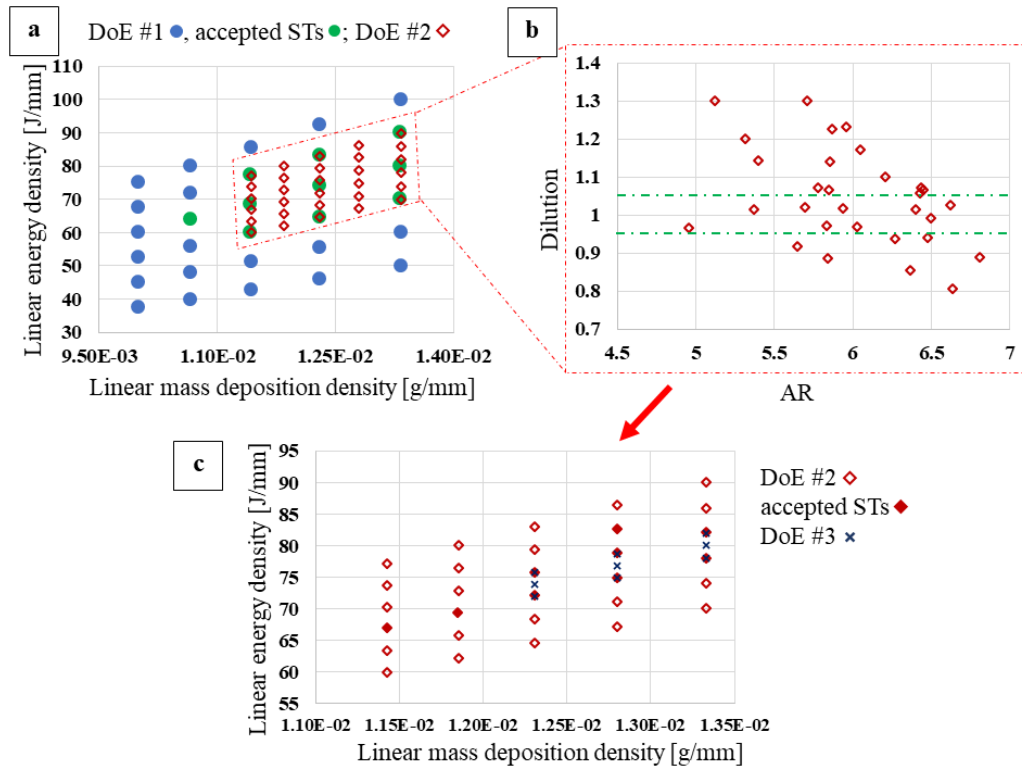 a
DoE #1 , accepted STs ; DoE #2
110
100
90
80
70
60
50
40
30
Linear energy density [J/mm]
9.50E-03 1.10E-02 1.25E-02 1.40E-02
Linear mass deposition density [g/mm]
b
1.4
1.3
1.2
1.1
1
0.9
0.8
0.7
Dilution
4.5 5 5.5 6 6.5 7
AR
c
95
90
85
80
75
70
65
60
55
Linear energy density [J/mm]
1.10E-02 1.15E-02 1.20E-02 1.25E-02 1.30E-02 1.35E-02
Linear mass deposition density [g/mm]
DoE #2
accepted STs
DoE #3